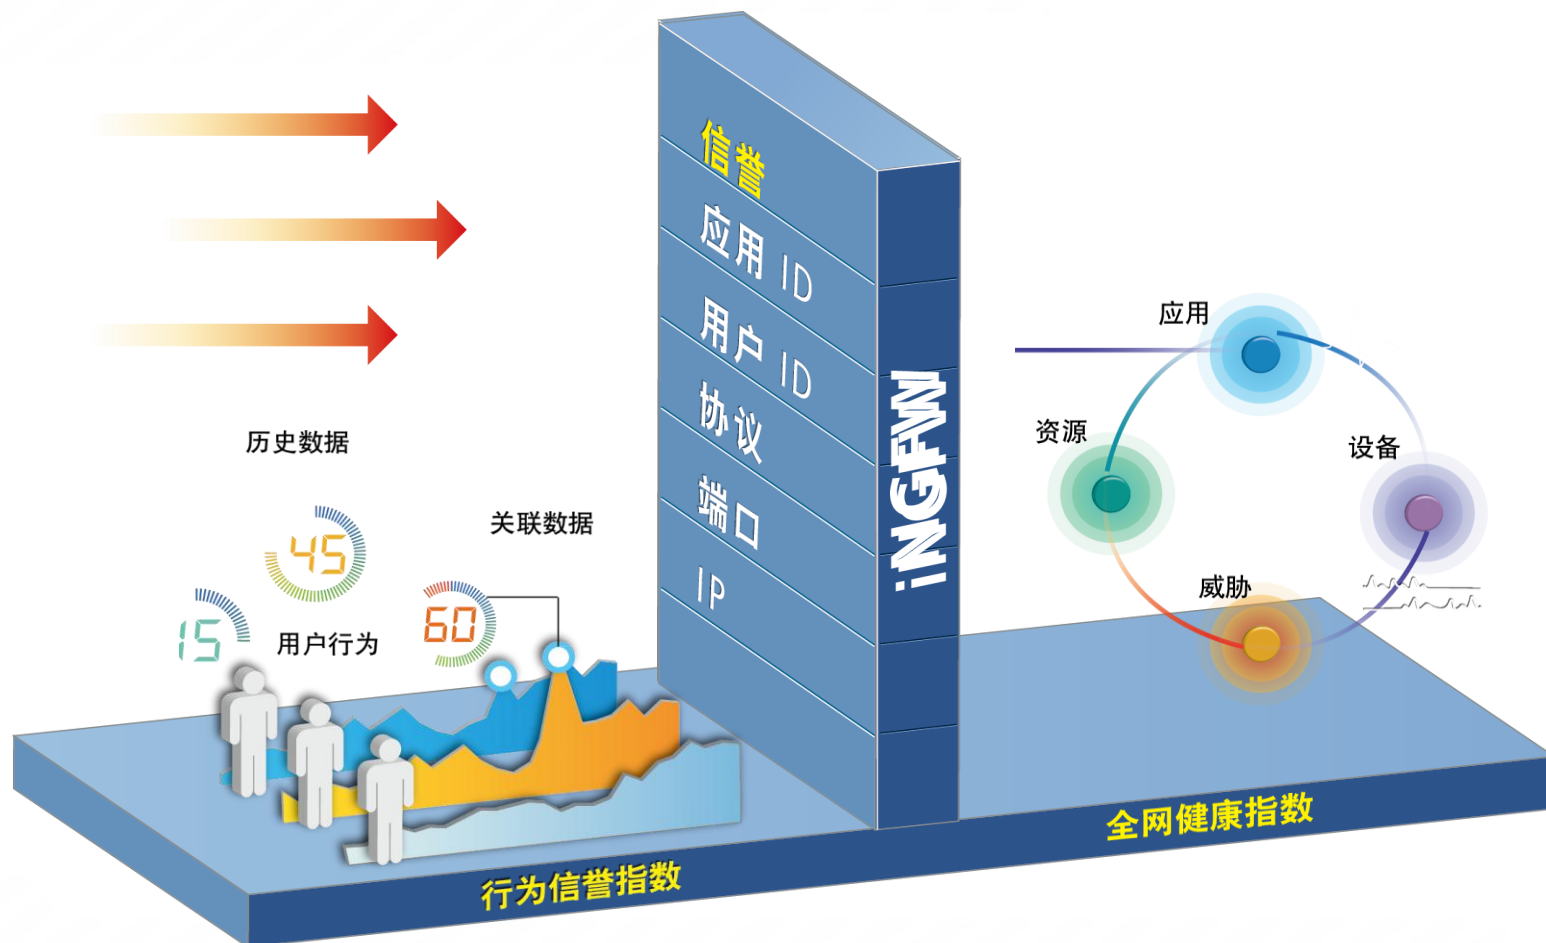 信誉
应用 ID
用户 ID
协议
端口
IP
iNGFW
历史数据
45
关联数据
15
用户行为
60
应用
资源
设备
威胁
行为信誉指数
全网健康指数